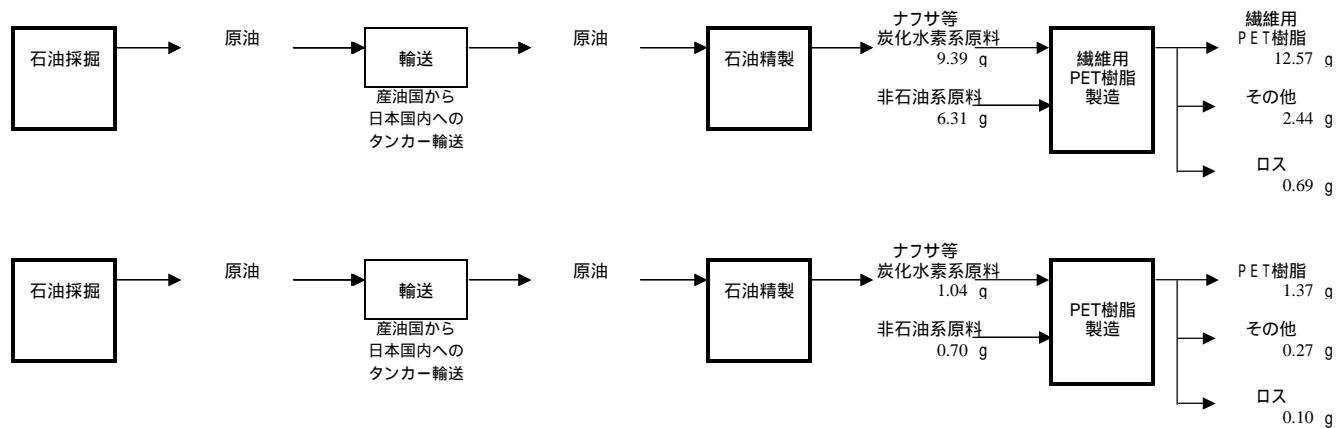 石油採掘
原油
輸送
産油国から
日本国内への
タンカー輸送
原油
石油精製
ナフサ等
炭化水素系原料
9.39 g
非石油系原料
6.31 g
繊維用
PET樹脂
製造
繊維用
PET樹脂
12.57 g
その他
2.44 g
ロス
0.69 g
石油採掘
原油
輸送
産油国から
日本国内への
タンカー輸送
原油
石油精製
ナフサ等
炭化水素系原料
1.04 g
非石油系原料
0.70 g
PET樹脂
製造
PET樹脂
1.37 g
その他
0.27 g
ロス
0.10 g